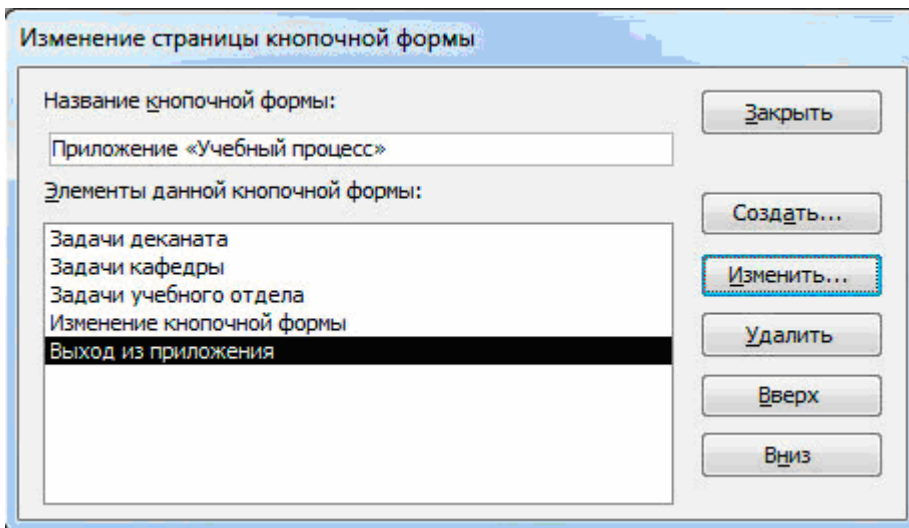 Изменение страницы кнопочной формы
Название кнопочной формы:
Закрыть
Приложение «Учебный процесс»
Элементы данной кнопочной формы:
Создать...
Задачи деканата
Задачи кафедры
Изменить...
Задачи учебного отдела
Изменение кнопочной формы
Удалить
Выход из приложения
Вверх
Вниз